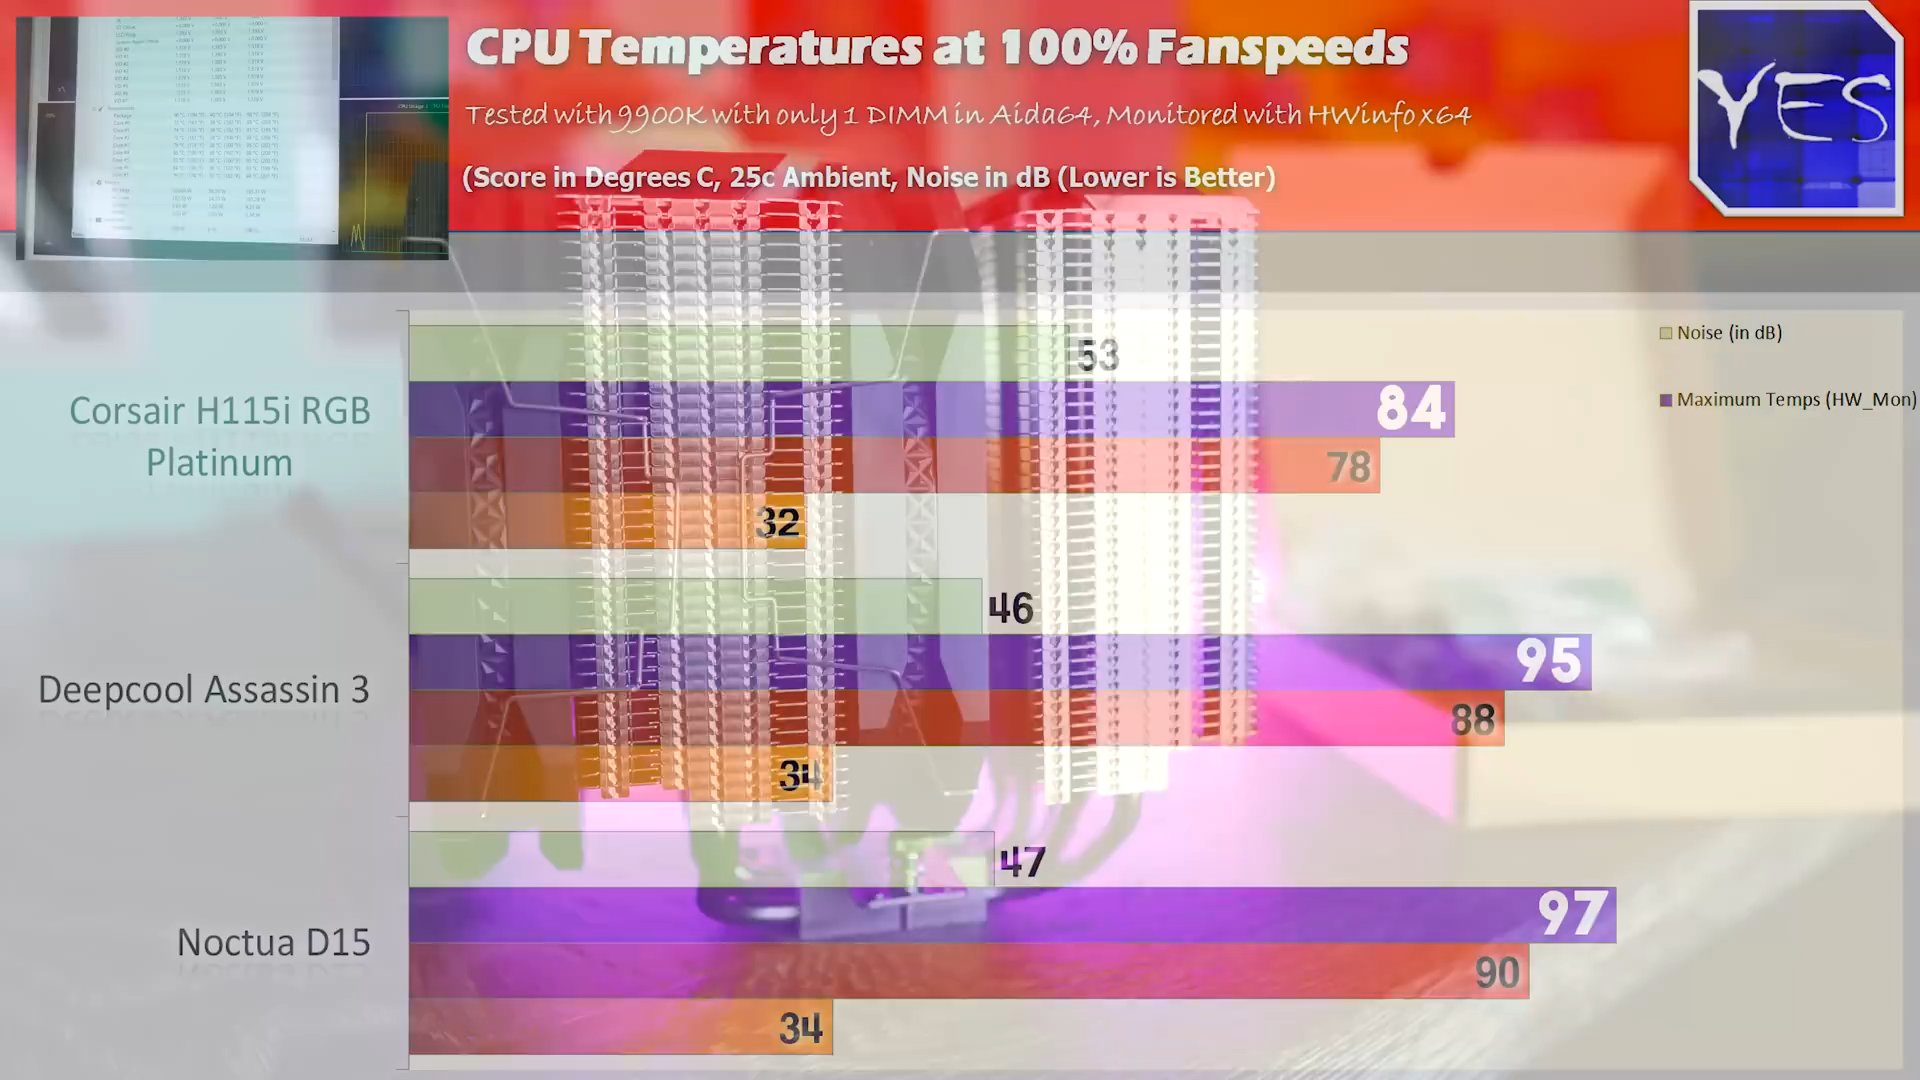 CPU Temperatures at 100% Fanspeeds
Tested with 9900K with only 1 DIMM in Aida64, Monitored with HWinfo x64
(Score in Degrees C, 25c Ambient, Noise in dB (Lower is Better)
YES
Noise (in dB)
Maximum Temps (HW_Mon)
Corsair H115i RGB
Platinum
53
84
78
32
Deepcool Assassin 3
46
95
88
34
Noctua D15
47
97
90
34